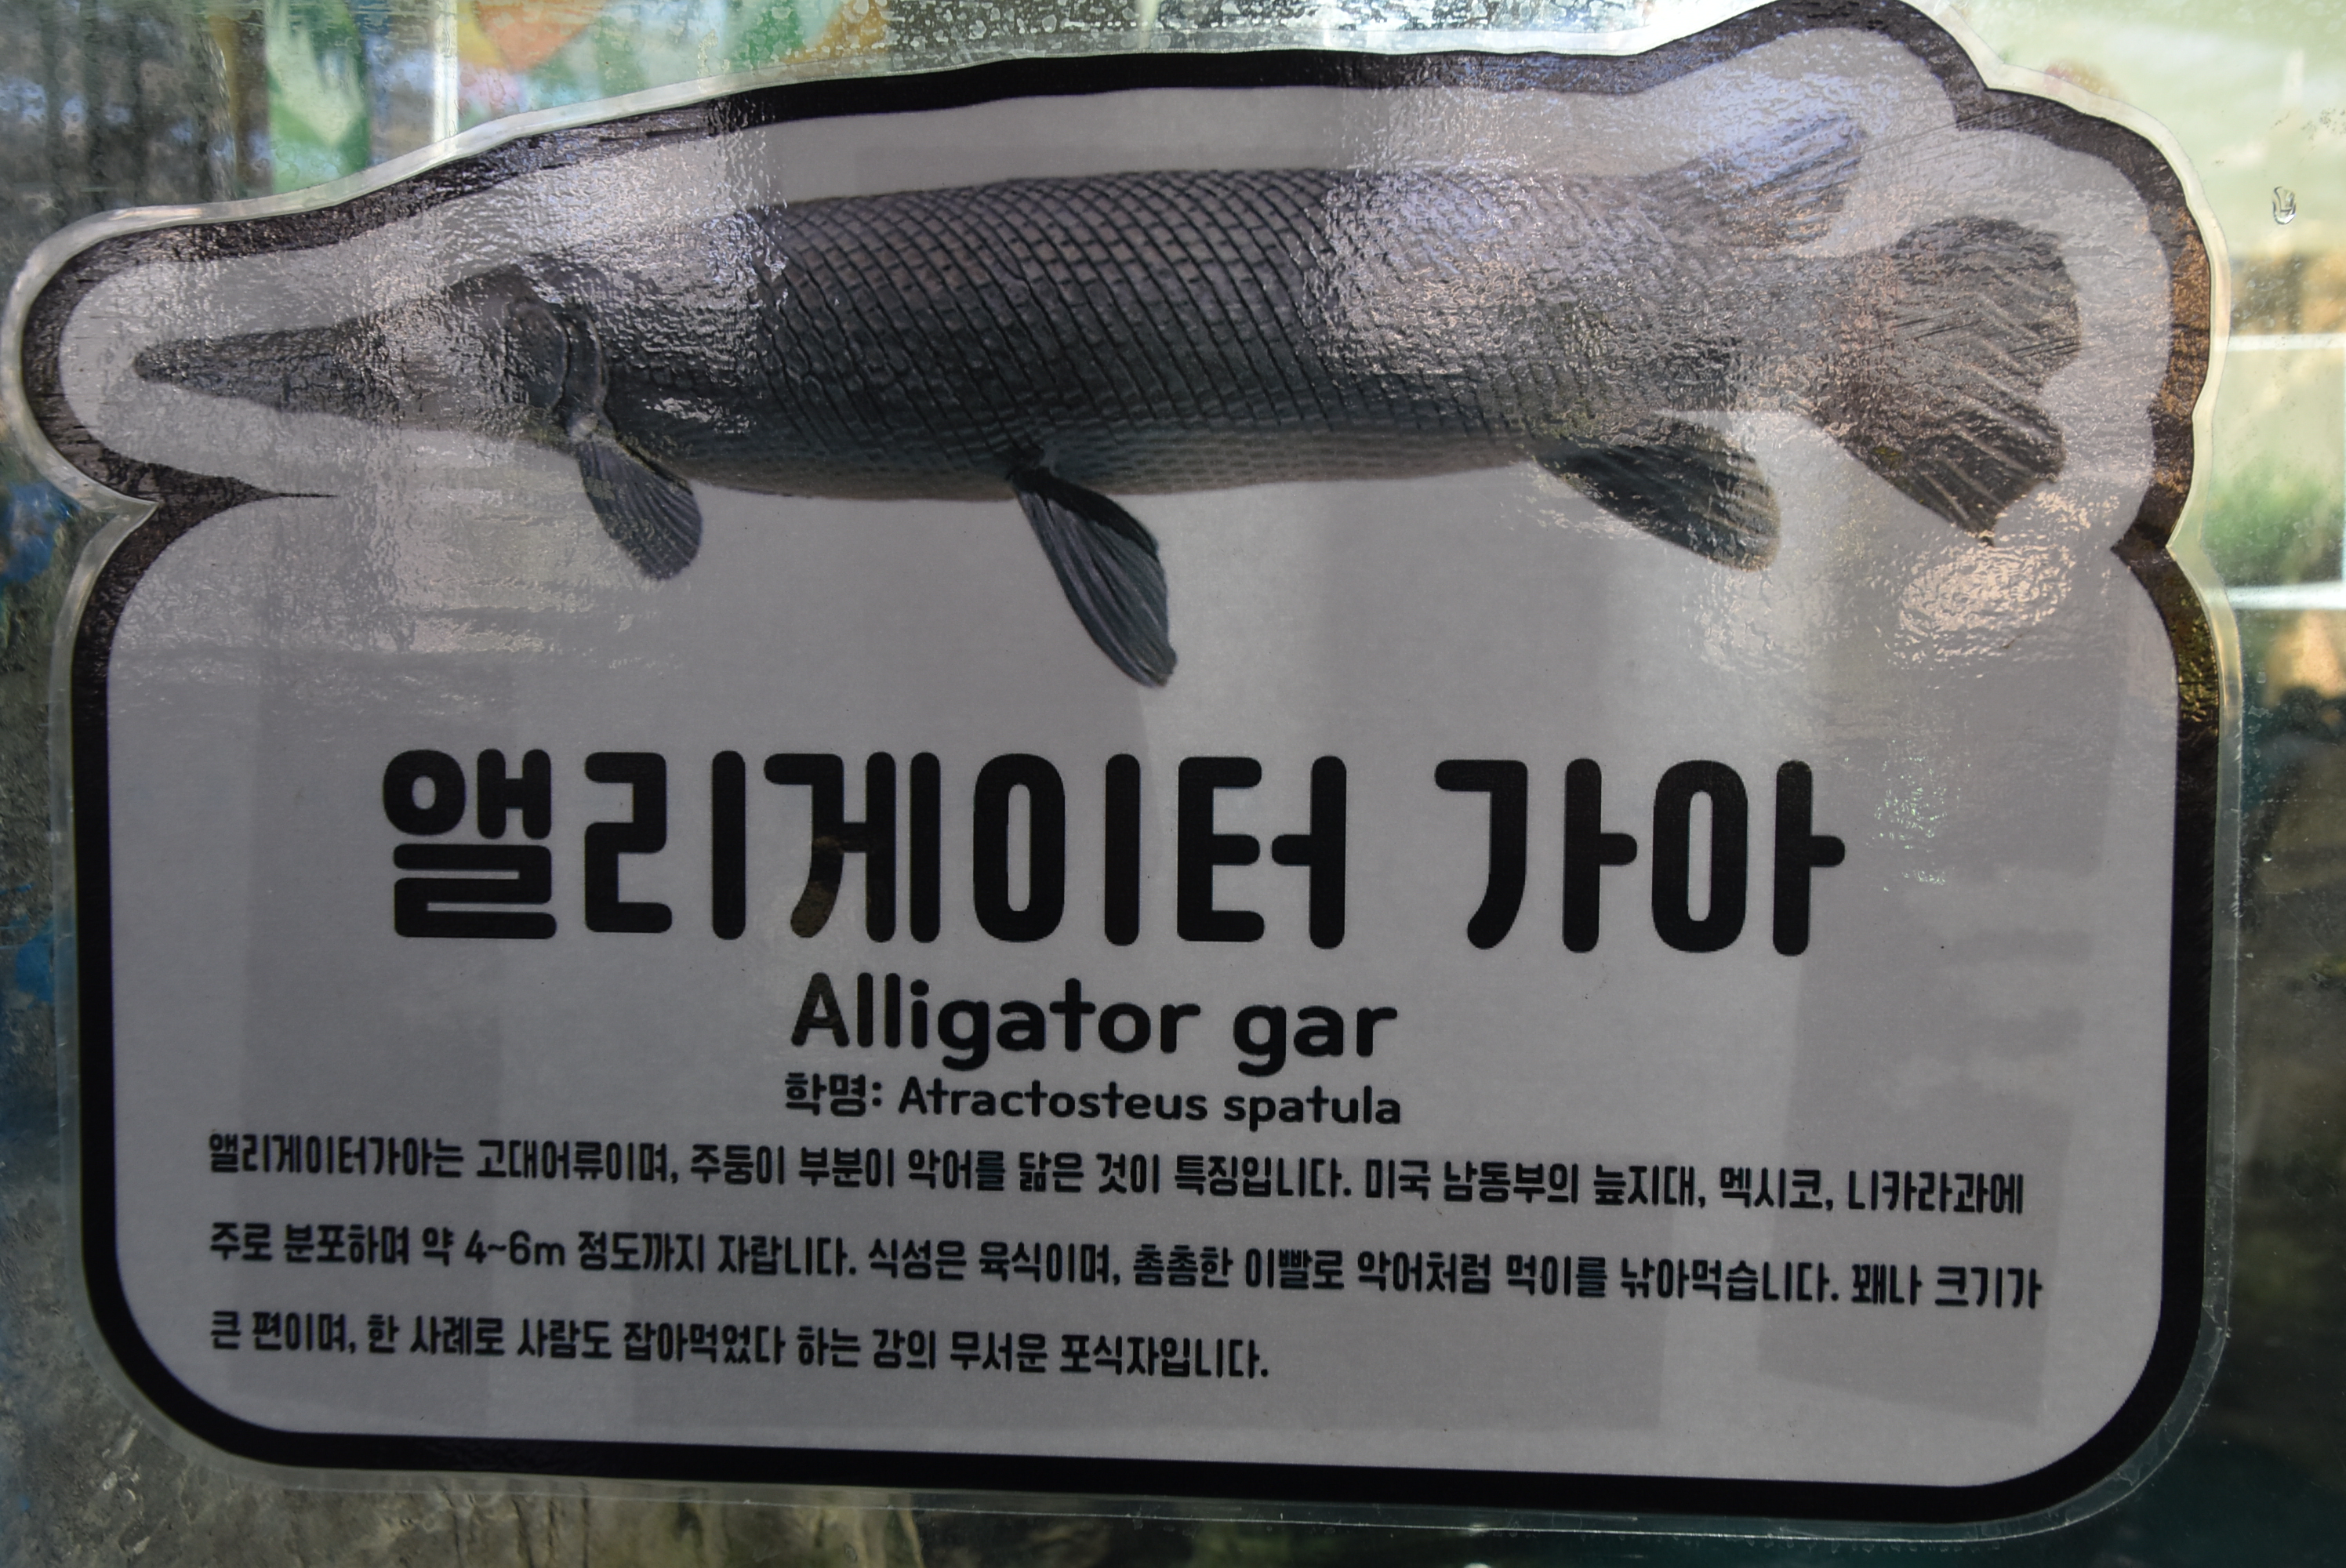 앨리게이터 가아
Alligator gar
학명: Atractosteus spatula
앨리게이터가아는 고대어류이며, 주둥이 부분이 악어를 닮은 것이 특징입니다. 미국 남동부의 늪지대, 멕시코, 니카라과에
주로 분포하며 약 4~6m 정도까지 자랍니다. 식성은 육식이며, 촘촘한 이빨로 악어처럼 먹이를 낚아먹습니다. 꽤나 크기가
큰 편이며, 한 사례로 사람도 잡아먹었다 하는 강의 무서운 포식자입니다.